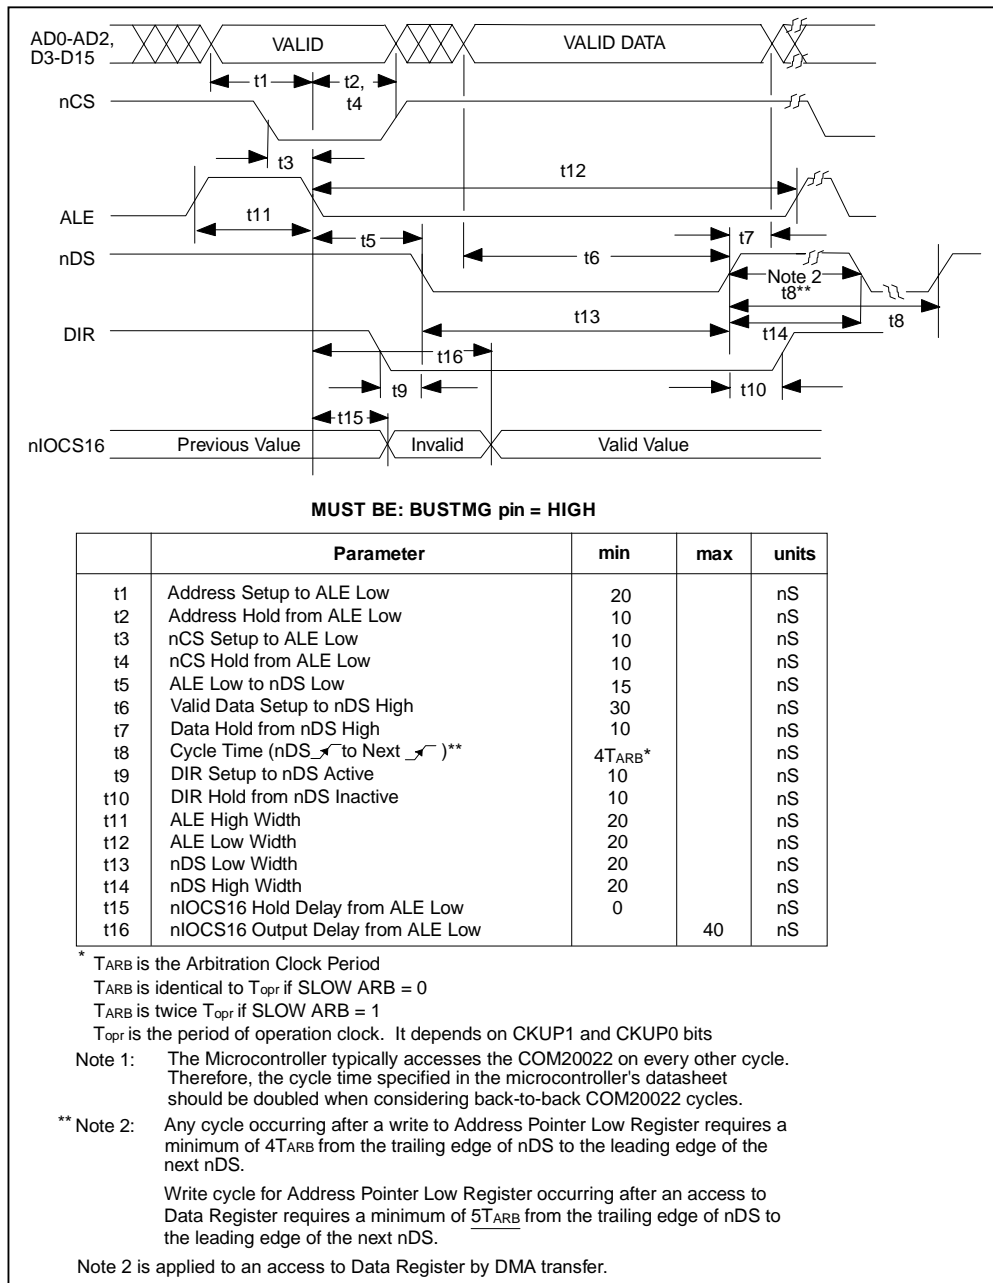 AD0-AD2,
D3-D15
VALID
VALID DATA
t1
t2,
t4
nCS
t3
t12
ALE
t11
t5
t7
nDS
t6
Note 2
t8**
t13
t8
DIR
t14
t16
t9
t10
t15
nIOCS16
Previous Value
Invalid
Valid Value
MUST BE: BUSTMG pin = HIGH
Parameter min max units
t1 Address Setup to ALE Low 20 nS
t2 Address Hold from ALE Low 10 nS
t3 nCS Setup to ALE Low 10 nS
t4 nCS Hold from ALE Low 10 nS
t5 ALE Low to nDS Low 15 nS
t6 Valid Data Setup to nDS High 30 nS
t7 Data Hold from nDS High 10 nS
t8 Cycle Time (nDS to Next )** 4TARB* nS
t9 DIR Setup to nDS Active 10 nS
t10 DIR Hold from nDS Inactive 10 nS
t11 ALE High Width 20 nS
t12 ALE Low Width 20 nS
t13 nDS Low Width 20 nS
t14 nDS High Width 20 nS
t15 nIOCS16 Hold Delay from ALE Low 0 nS
t16 nIOCS16 Output Delay from ALE Low 40 nS
* TARB is the Arbitration Clock Period
TARB is identical to Topr if SLOW ARB = 0
TARB is twice Topr if SLOW ARB = 1
Topr is the period of operation clock. It depends on CKUP1 and CKUP0 bits
Note 1: The Microcontroller typically accesses the COM20022 on every other cycle.
Therefore, the cycle time specified in the microcontroller's datasheet
should be doubled when considering back-to-back COM20022 cycles.
** Note 2: Any cycle occurring after a write to Address Pointer Low Register requires a
minimum of 4TARB from the trailing edge of nDS to the leading edge of the
next nDS.
Write cycle for Address Pointer Low Register occurring after an access to
Data Register requires a minimum of 5TARB from the trailing edge of nDS to
the leading edge of the next nDS.
Note 2 is applied to an access to Data Register by DMA transfer.